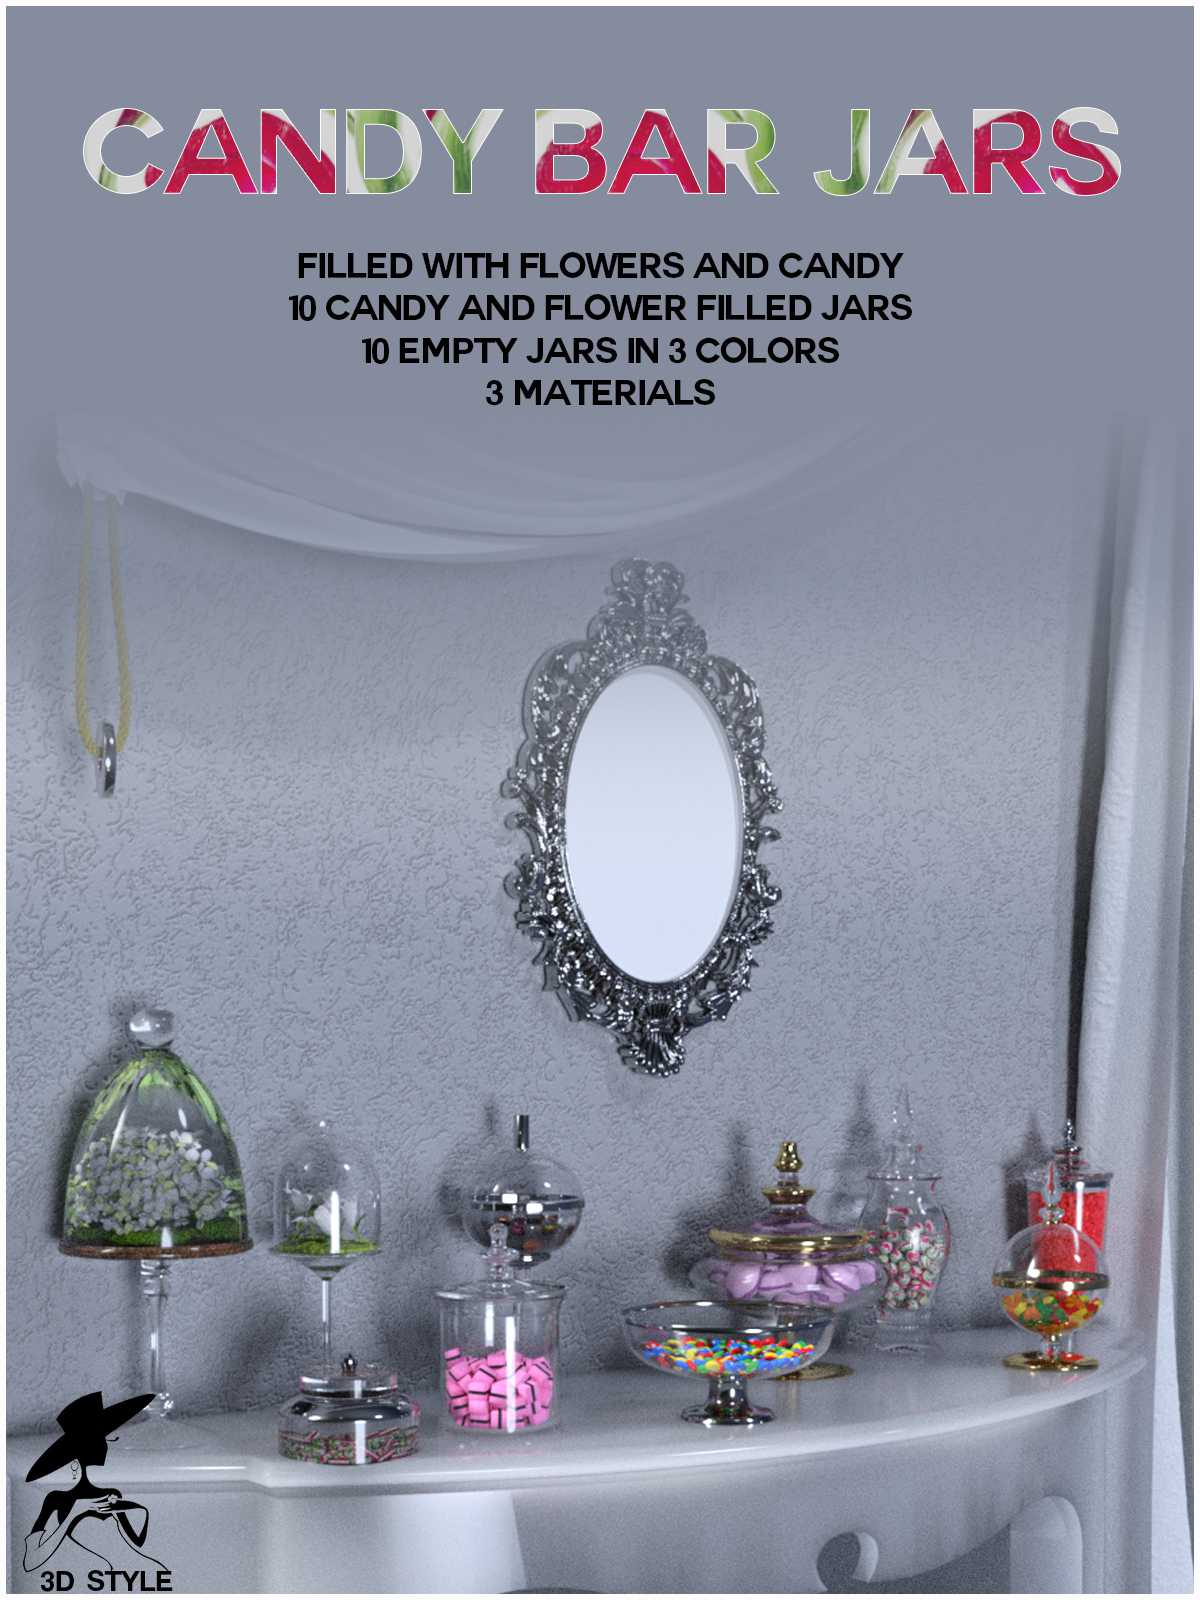 CANDY BAR JARS
FILLED WITH FLOWERS AND CANDY
10 CANDY AND FLOWER FILLED JARS
10 EMPTY JARS IN 3 COLORS
3 MATERIALS
3D STYLE